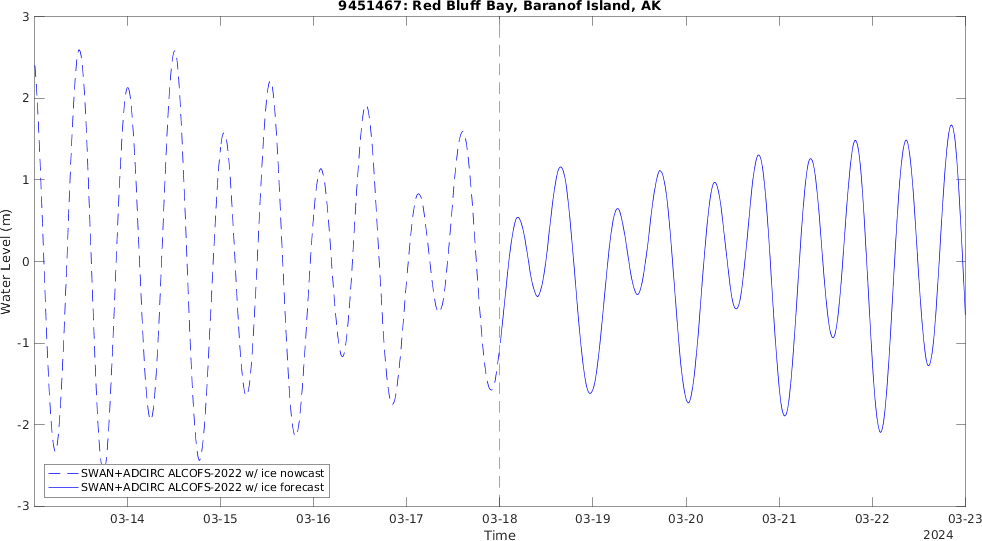 9451467: Red Bluff Bay, Baranof Island, AK
3
2
1
0
-1
-2
-3
Water Level (m)
SWAN+ADCIRC ALCOFS-2022 w/ ice nowcast
SWAN+ADCIRC ALCOFS-2022 w/ ice forecast
03-14 03-15 03-16 03-17 03-18 03-19 03-20 03-21 03-22 03-23
Time
2024